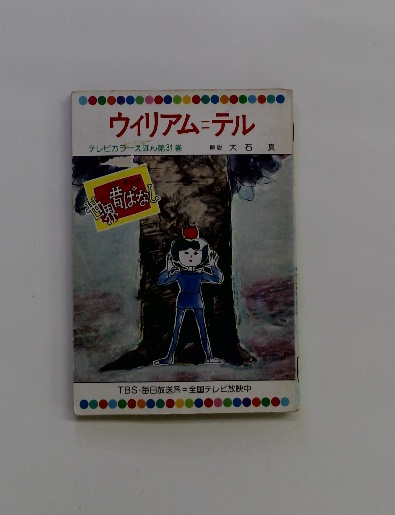 ウィリアム=テル
テレビカラーえほん第31巻
解説 大石 真
世界昔ばなし
TBS・毎日放送系=全国テレビ放映中